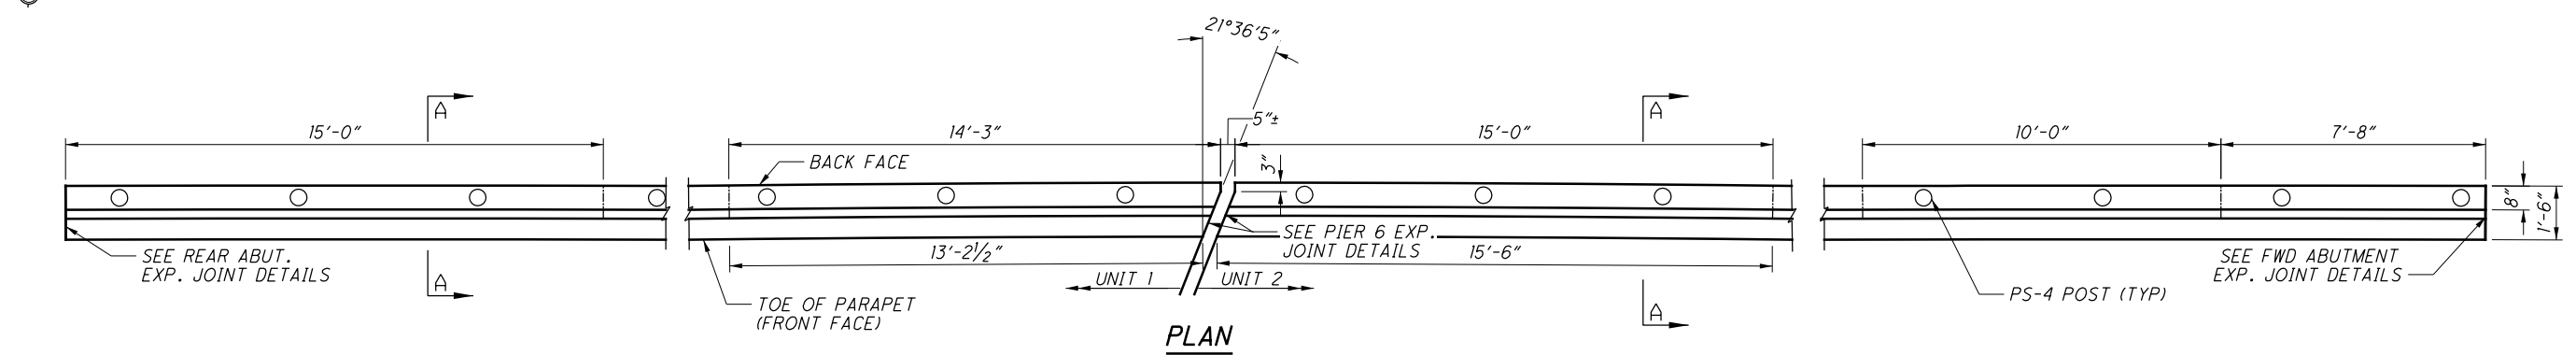 21°36'5"
A
A
5"±
15'-0"
14'-3"
15'-0"
10'-0"
7'-8"
BACK FACE
3"
8"
1'-6"
SEE REAR ABUT.
EXP. JOINT DETAILS
13'-2½"
SEE PIER 6 EXP.
JOINT DETAILS
15'-6"
SEE FWD ABUTMENT
EXP. JOINT DETAILS
A
UNIT 1
UNIT 2
PS-4 POST (TYP)
TOE OF PARAPET
(FRONT FACE)
A
PLAN